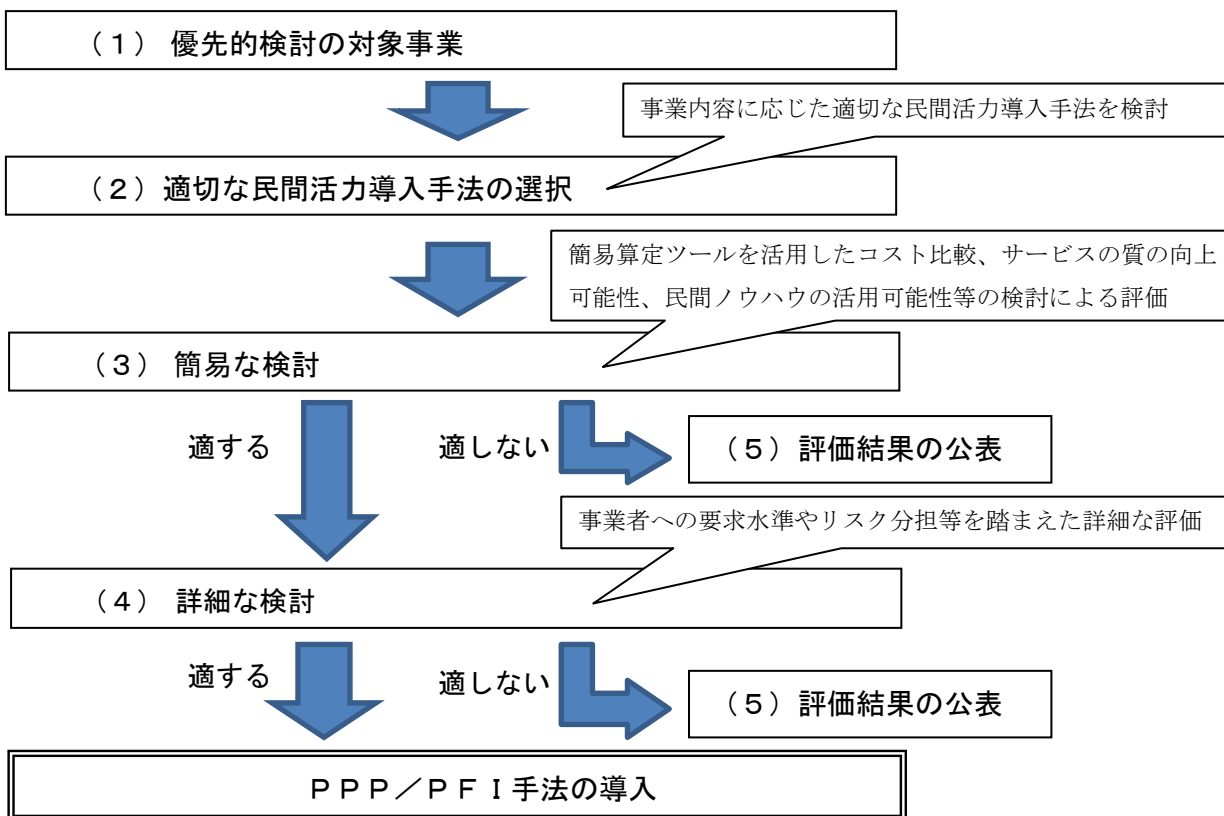 （１） 優先的検討の対象事業
事業内容に応じた適切な民間活力導入手法を検討
（２）適切な民間活力導入手法の選択
簡易算定ツールを活用したコスト比較、サービスの質の向上
可能性、民間ノウハウの活用可能性等の検討による評価
（３） 簡易な検討
適する
適しない
（５）評価結果の公表
事業者への要求水準やリスク分担等を踏まえた詳細な評価
（４） 詳細な検討
適する
適しない
（５）評価結果の公表
ＰＰＰ／ＰＦＩ手法の導入